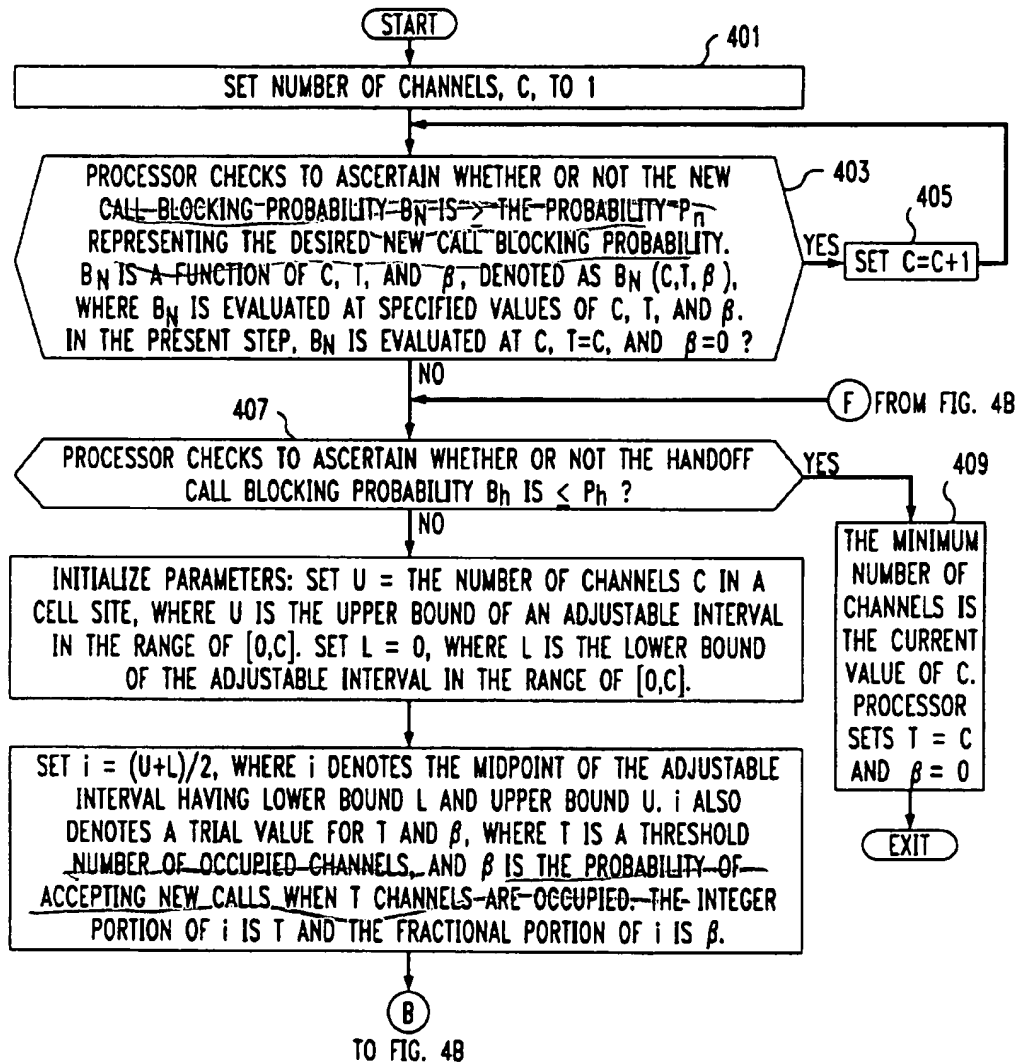 START
401
SET NUMBER OF CHANNELS, C, TO 1
403
PROCESSOR CHECKS TO ASCERTAIN WHETHER OR NOT THE NEW
CALL BLOCKING PROBABILITY BN IS ≥ THE PROBABILITY Pn
REPRESENTING THE DESIRED NEW CALL BLOCKING PROBABILITY.
BN IS A FUNCTION OF C, T, AND β, DENOTED AS BN (C,T,β),
WHERE BN IS EVALUATED AT SPECIFIED VALUES OF C, T, AND β.
IN THE PRESENT STEP, BN IS EVALUATED AT C, T=C, AND β=0 ?
YES
405
SET C=C+1
NO
F FROM FIG. 4B
407
PROCESSOR CHECKS TO ASCERTAIN WHETHER OR NOT THE HANDOFF
CALL BLOCKING PROBABILITY Bh IS ≤ Ph ?
YES
409
THE MINIMUM
NUMBER OF
CHANNELS IS
THE CURRENT
VALUE OF C.
PROCESSOR
SETS T = C
AND β = 0
EXIT
NO
INITIALIZE PARAMETERS: SET U = THE NUMBER OF CHANNELS C IN A
CELL SITE, WHERE U IS THE UPPER BOUND OF AN ADJUSTABLE INTERVAL
IN THE RANGE OF [0,C]. SET L = 0, WHERE L IS THE LOWER BOUND
OF THE ADJUSTABLE INTERVAL IN THE RANGE OF [0,C].
SET i = (U+L)/2, WHERE i DENOTES THE MIDPOINT OF THE ADJUSTABLE
INTERVAL HAVING LOWER BOUND L AND UPPER BOUND U. i ALSO
DENOTES A TRIAL VALUE FOR T AND β, WHERE T IS A THRESHOLD
NUMBER OF OCCUPIED CHANNELS, AND β IS THE PROBABILITY OF
ACCEPTING NEW CALLS WHEN T CHANNELS ARE OCCUPIED. THE INTEGER
PORTION OF i IS T AND THE FRACTIONAL PORTION OF i IS β.
B
TO FIG. 4B